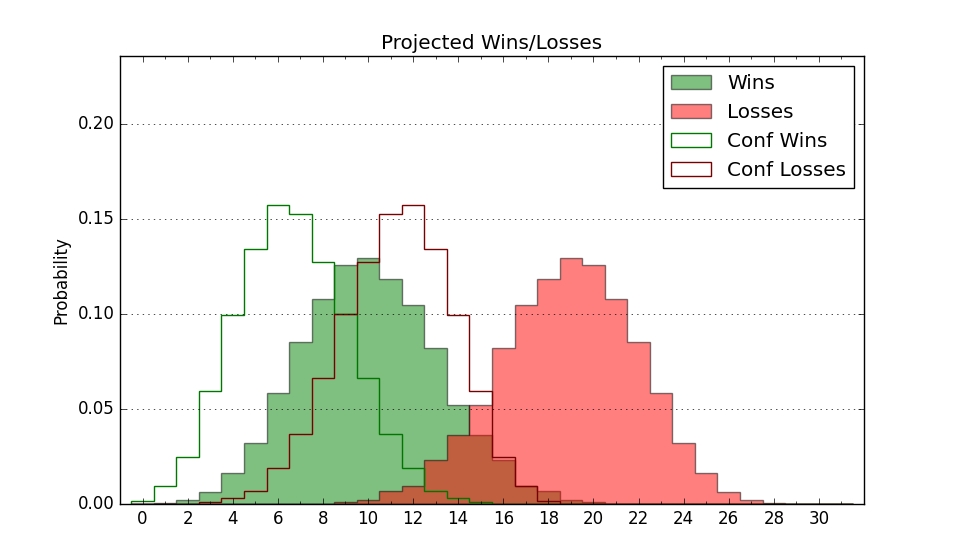 Projected Wins/Losses
Wins
Losses
Conf Wins
Conf Losses
Probability
0.20
0.15
0.10
0.05
0.00
0 2 4 6 8 10 12 14 16 18 20 22 24 26 28 30